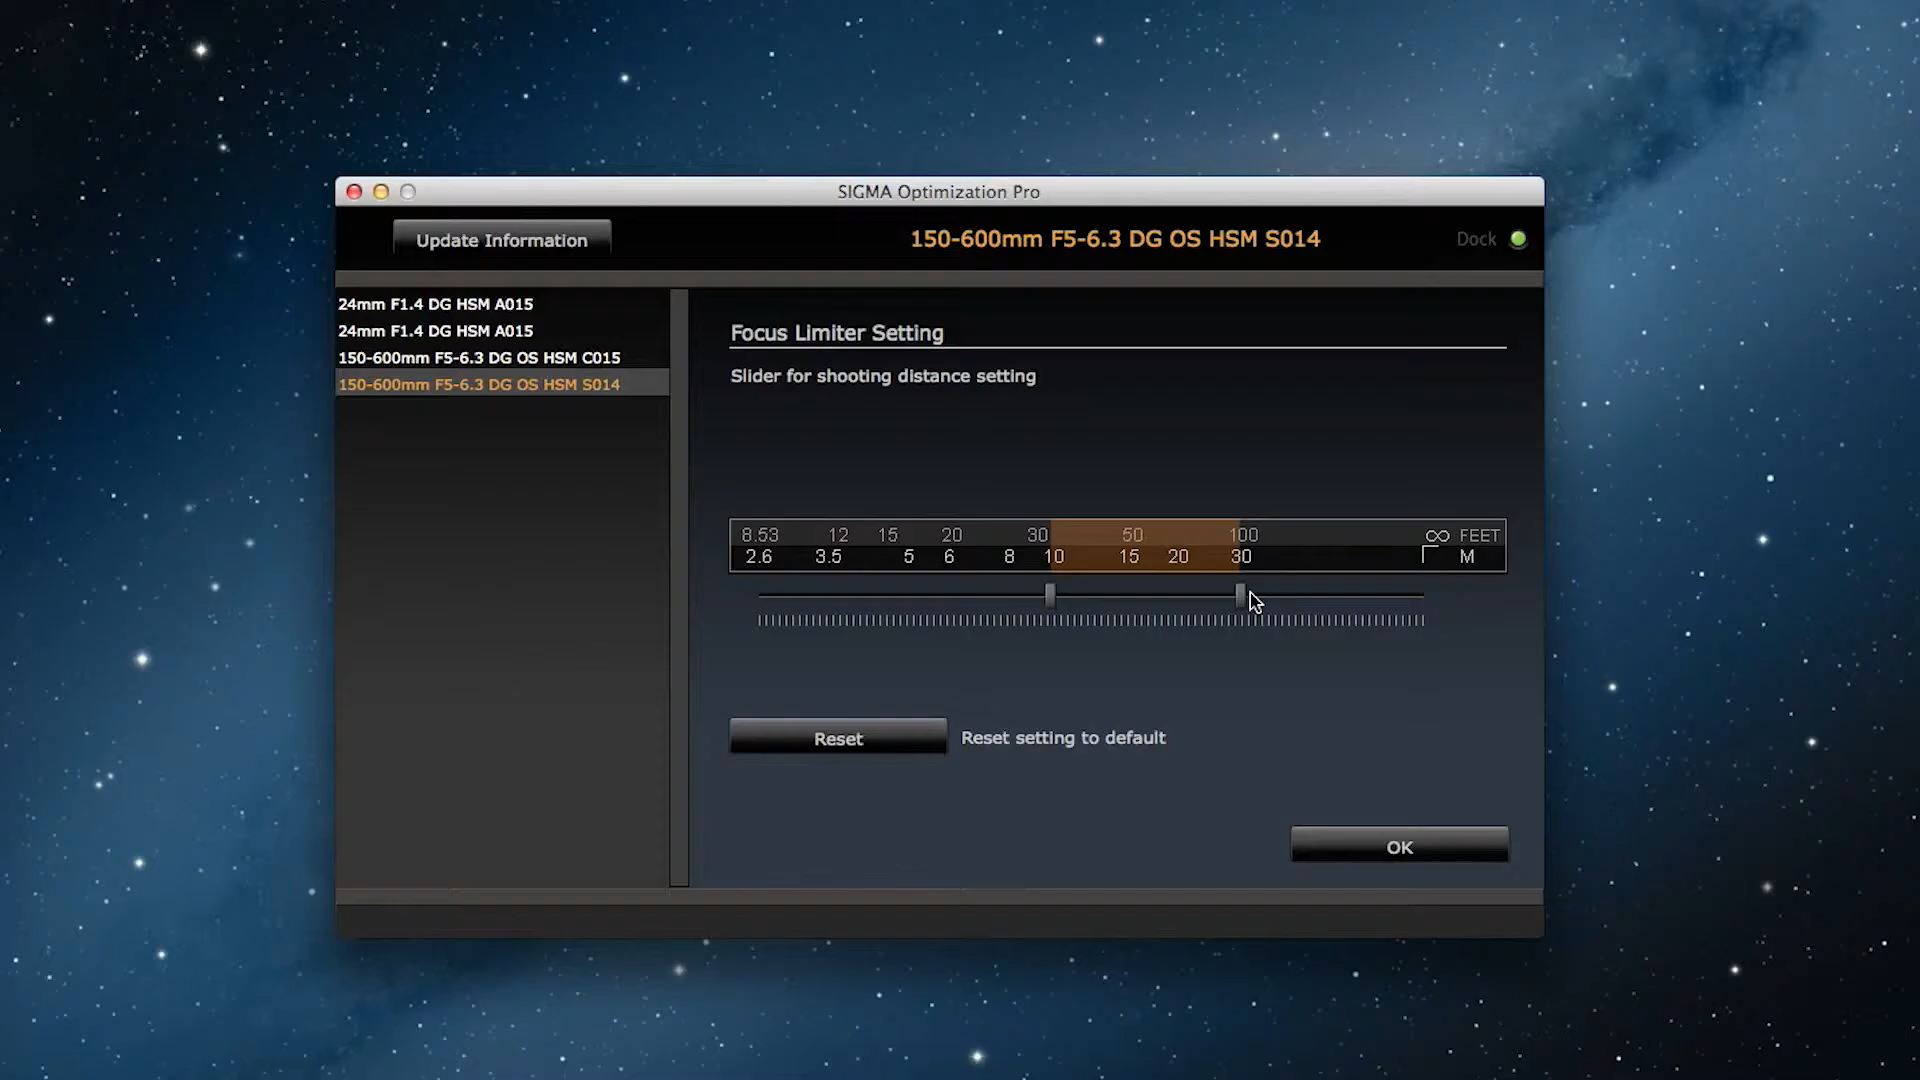 SIGMA Optimization Pro
Update Information
150-600mm F5-6.3 DG OS HSM S014
Dock
24mm F1.4 DG HSM A015
24mm F1.4 DG HSM A015
150-600mm F5-6.3 DG OS HSM C015
150-600mm F5-6.3 DG OS HSM S014
Focus Limiter Setting
Slider for shooting distance setting
8.53 12 15 20 30 50 100 ∞ FEET
2.6 3.5 5 6 8 10 15 20 30 M
Reset
Reset setting to default
OK